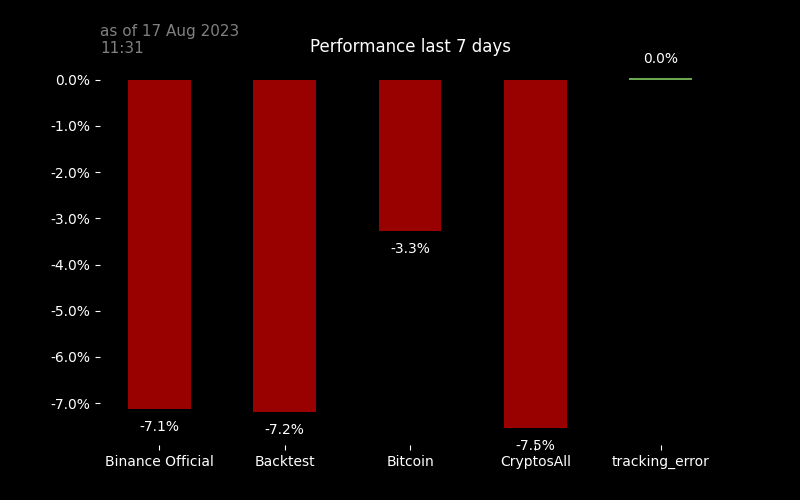 as of 17 Aug 2023
11:31
Performance last 7 days
0.0%
0.0%
-1.0%
-2.0%
-3.0%
-4.0%
-5.0%
-6.0%
-7.0%
-3.3%
-7.1%
-7.2%
-7.5%
Binance Official
Backtest
Bitcoin
CryptosAll
tracking_error